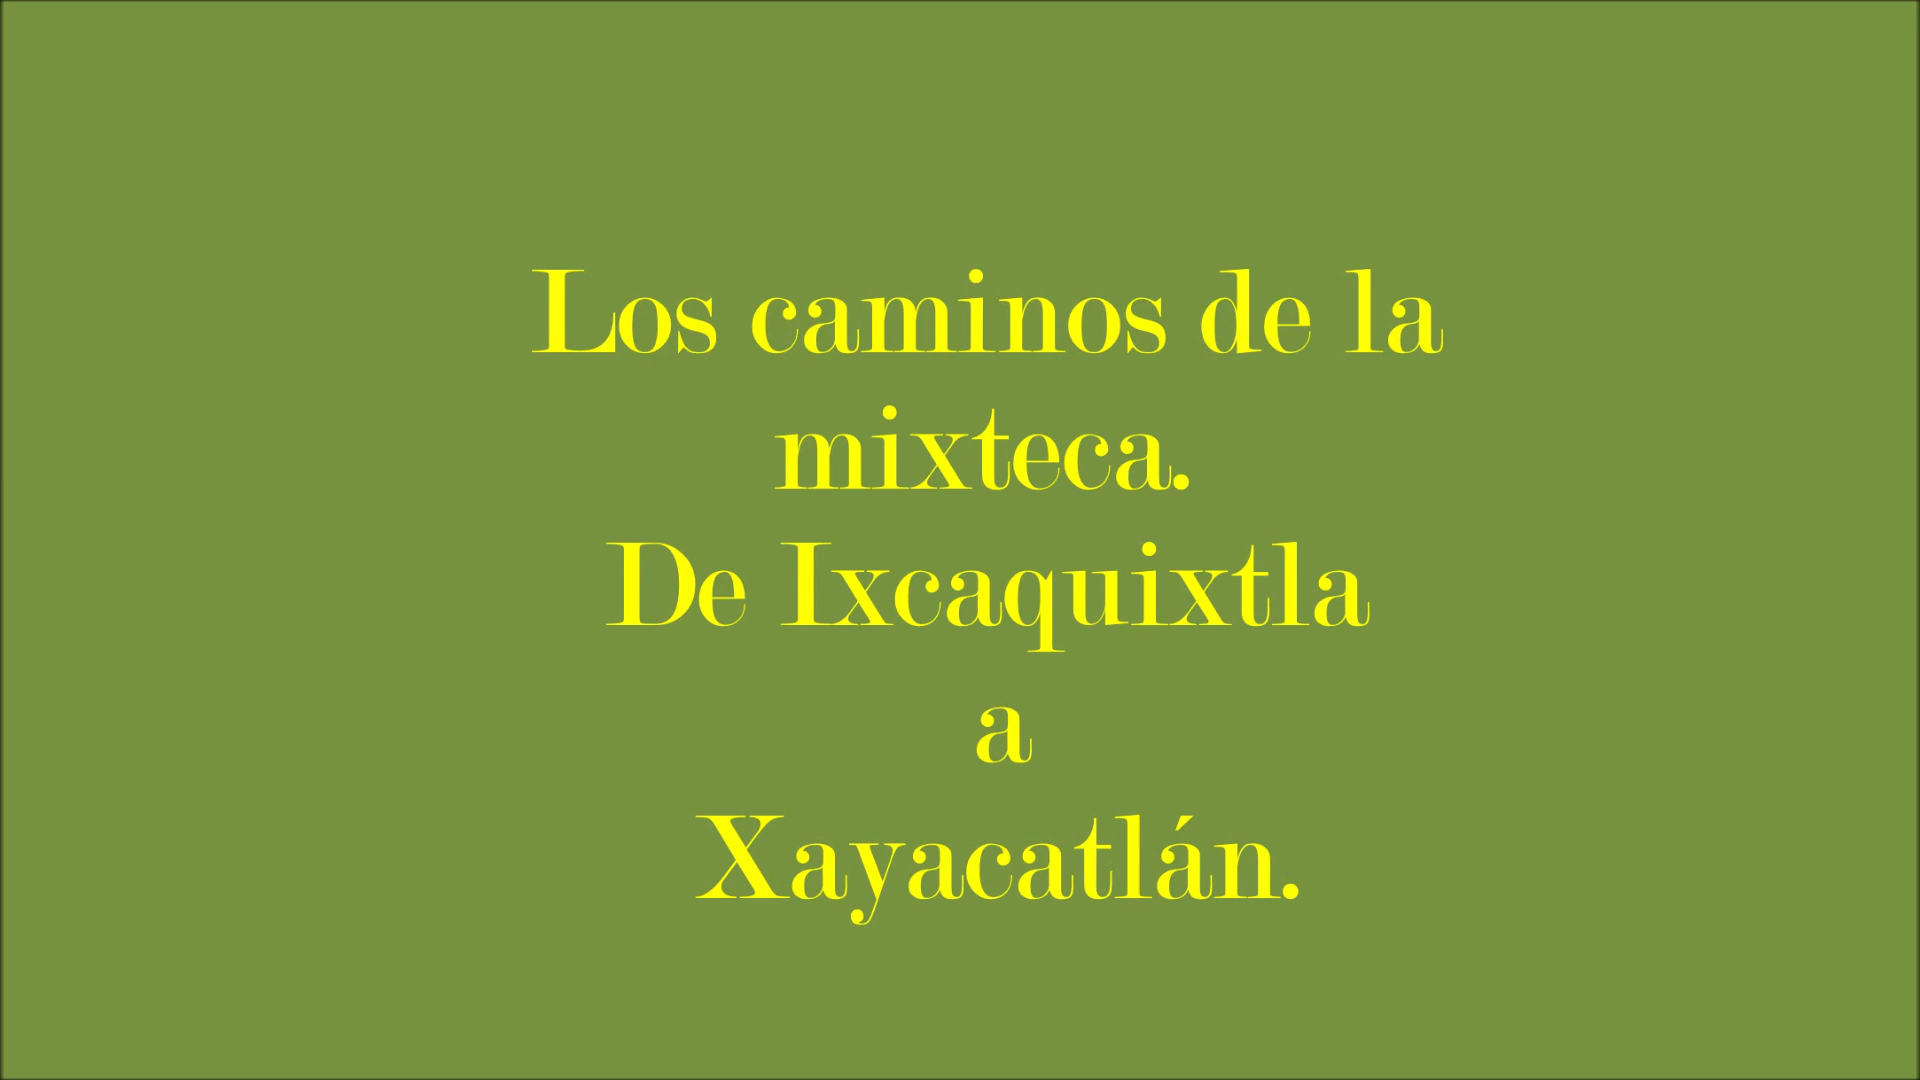 Los caminos de la
mixteca.
De Ixcaquixtla
a
Xayacatlán.